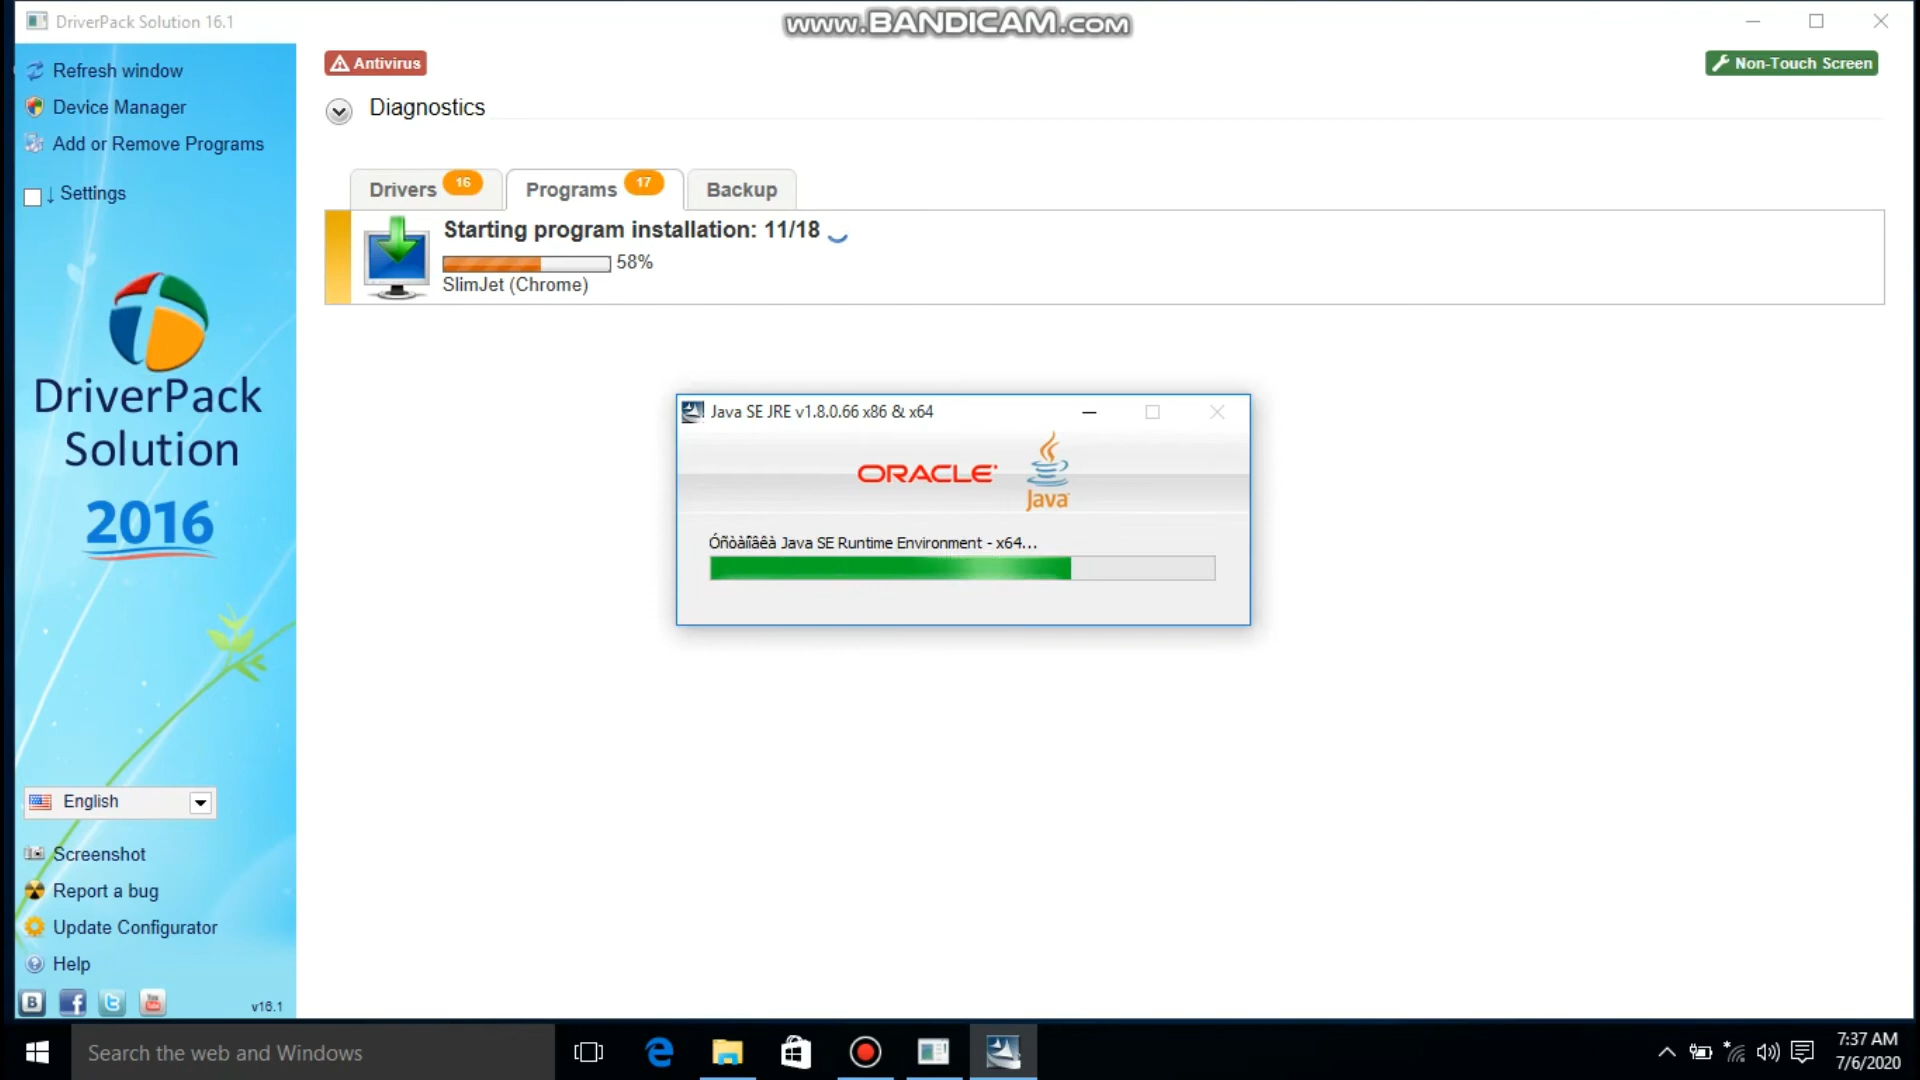 DriverPack Solution 16.1
www.BANDICAM.com
Refresh window
Device Manager
Add or Remove Programs
↓ Settings
DriverPack
Solution
2016
English
Screenshot
Report a bug
Update Configurator
Help
B
f
t
You
v16.1
Antivirus
Non-Touch Screen
Diagnostics
Drivers 16
Programs 17
Backup
Starting program installation: 11/18
58%
SlimJet (Chrome)
Java SE JRE v1.8.0.66 x86 & x64
ORACLE
Java
Óñòàíîâêà Java SE Runtime Environment - x64...
Search the web and Windows
7:37 AM
7/6/2020